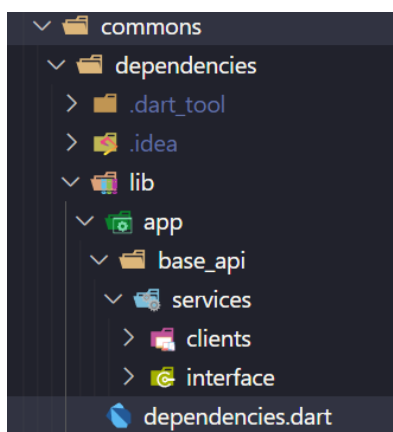 commons
dependencies
.dart_tool
.idea
lib
app
base_api
services
clients
interface
dependencies.dart